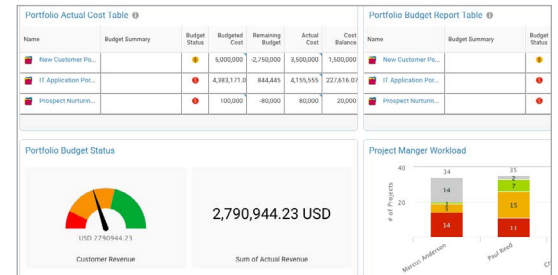 Portfolio Actual Cost Table
Portfolio Budget Report Table
Name Budget Summary Budget Status Budgeted Cost Remaining Budget Actual Cost Cost Balance
Name Budget Summary Budget Status
New Customer Po... 5,000,000 -2,750,000 3,500,000 1,500,000
New Customer Po...
IT Application Por... 4,383,171.0 844,445 4,155,555 227,616.07
IT Application Por...
Prospect Nurturin... 100,000 -80,000 80,000 20,000
Prospect Nurturin...
Portfolio Budget Status
Project Manger Workload
USD 2790944.23
Customer Revenue
2,790,944.23 USD
Sum of Actual Revenue
# of Projects
40
20
34
14
14
Marcus Anderson
35
2
7
15
11
Paul Reed